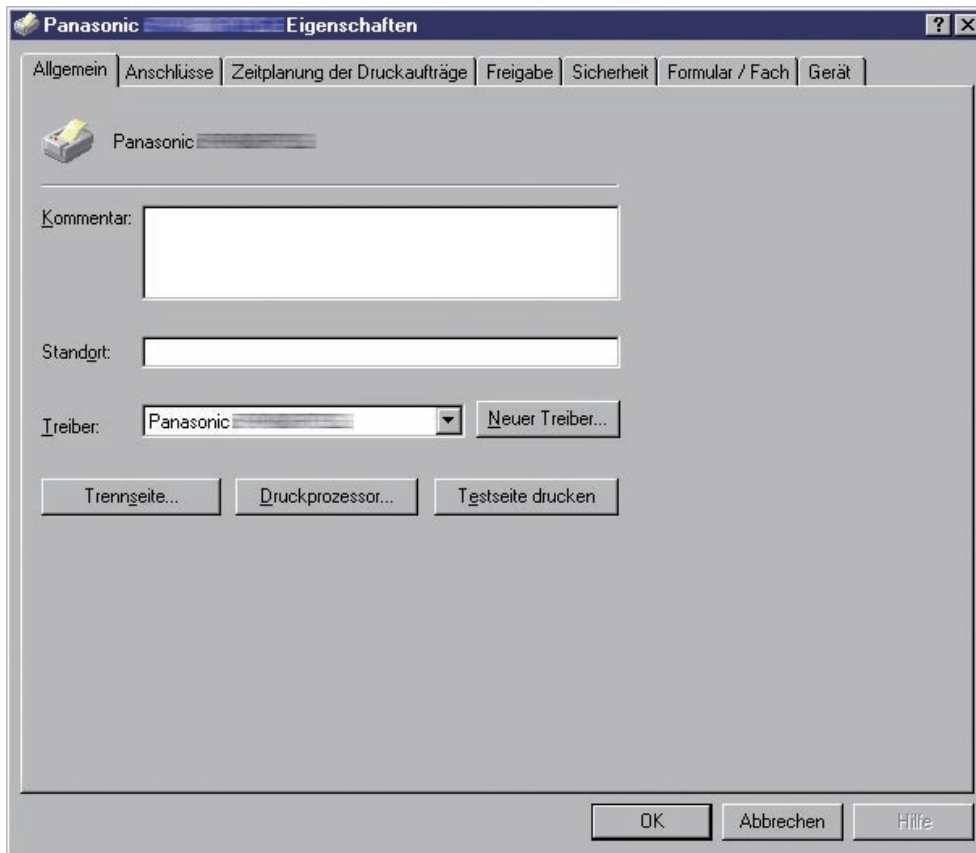 Panasonic Eigenschaften
Allgemein Anschlüsse Zeitplanung der Druckaufträge Freigabe Sicherheit Formular / Fach Gerät
Panasonic
Kommentar:
Standort:
Treiber: Panasonic Neuer Treiber...
Trennseite... Druckprozessor... Testseite drucken
OK Abbrechen Hilfe